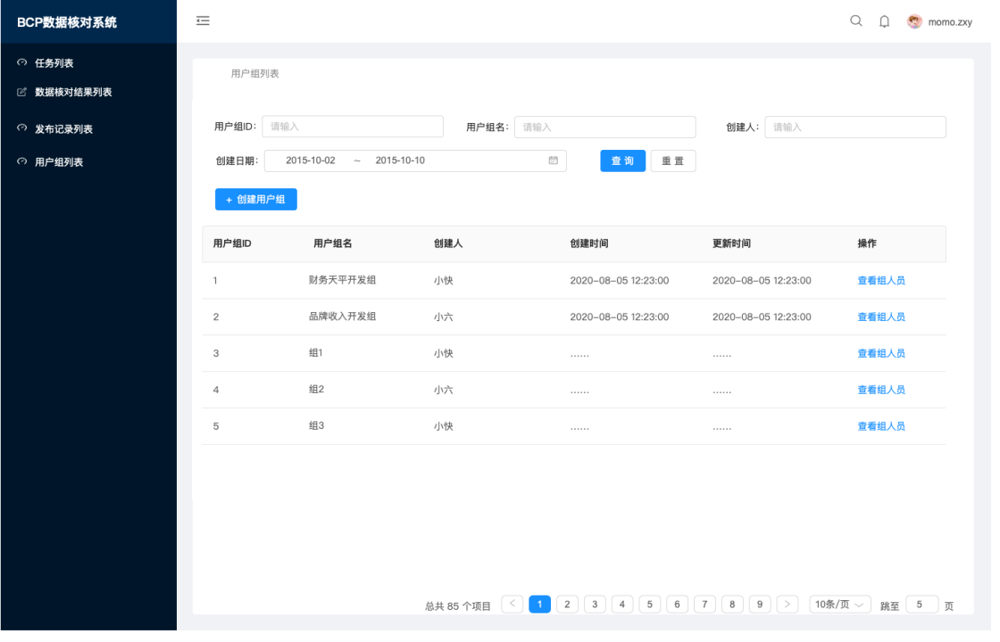 BCP数据核对系统
momo.zxy
任务列表
数据核对结果列表
发布记录列表
用户组列表
用户组列表
用户组ID: 请输入 用户组名: 请输入 创建人: 请输入
创建日期: 2015-10-02 ~ 2015-10-10 查 询 重 置
+ 创建用户组
用户组ID 用户组名 创建人 创建时间 更新时间 操作
1 财务天平开发组 小快 2020-08-05 12:23:00 2020-08-05 12:23:00 查看组人员
2 品牌收入开发组 小六 2020-08-05 12:23:00 2020-08-05 12:23:00 查看组人员
3 组1 小快 ...... ...... 查看组人员
4 组2 小六 ...... ...... 查看组人员
5 组3 小快 ...... ...... 查看组人员
总共 85 个项目 < 1 2 3 4 5 6 7 8 9 > 10条/页 跳至 5 页